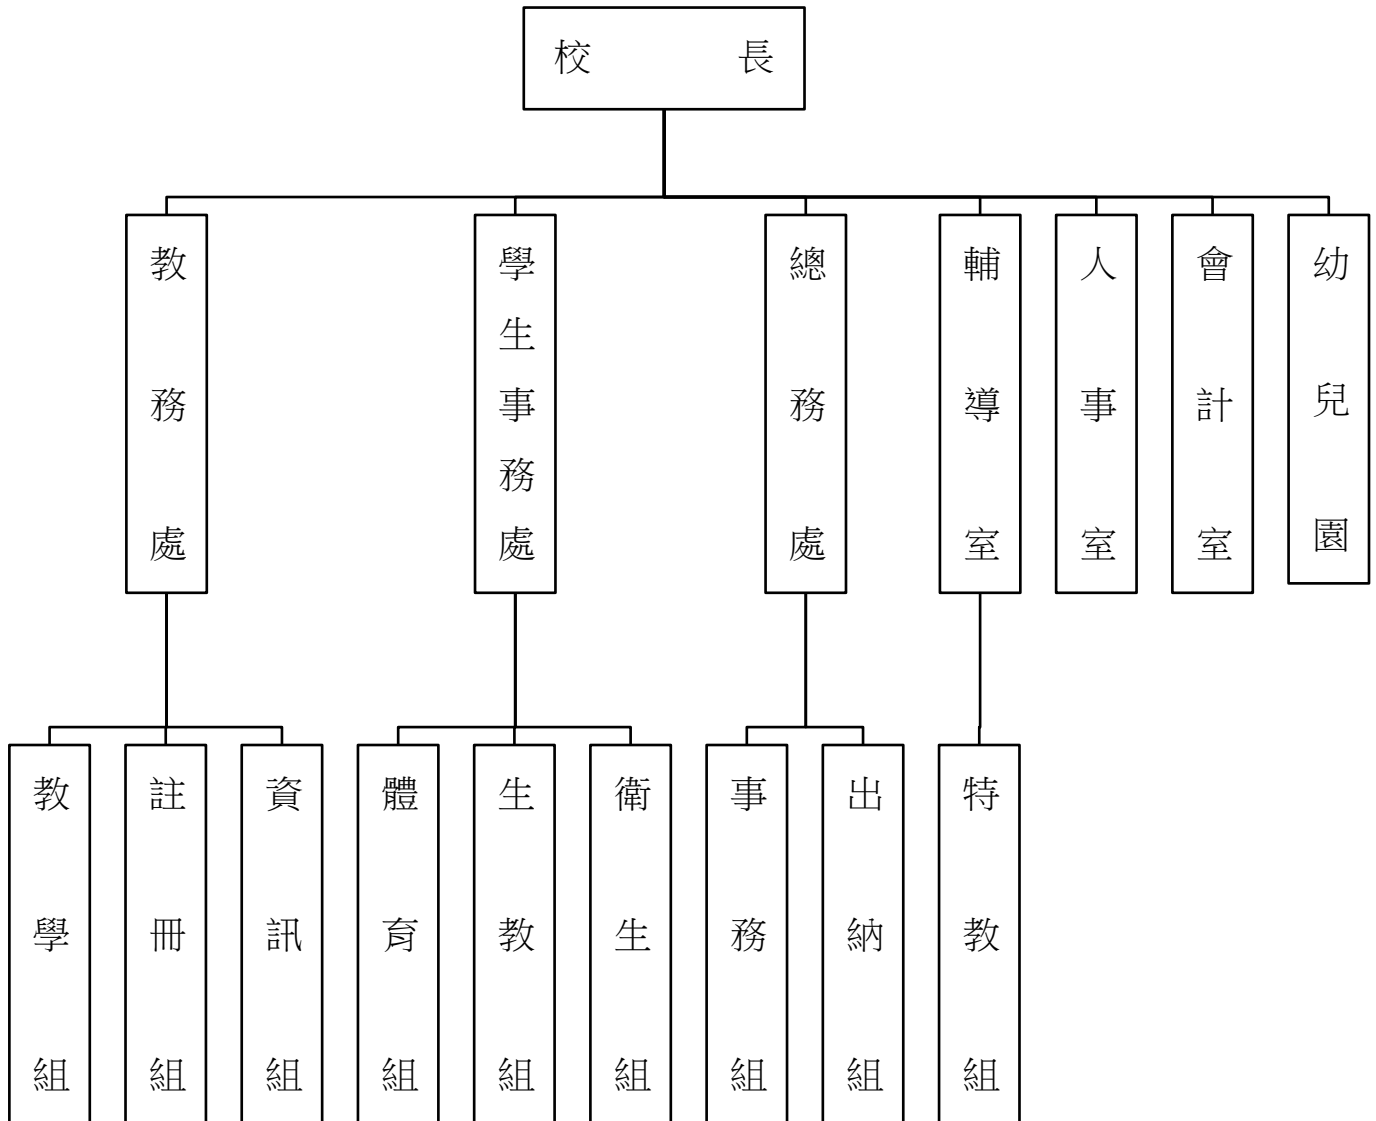 校長
教務處
學生事務處
總務處
輔導室
人事室
會計室
幼兒園
教學組
註冊組
資訊組
體育組
生教組
衛生組
事務組
出納組
特教組